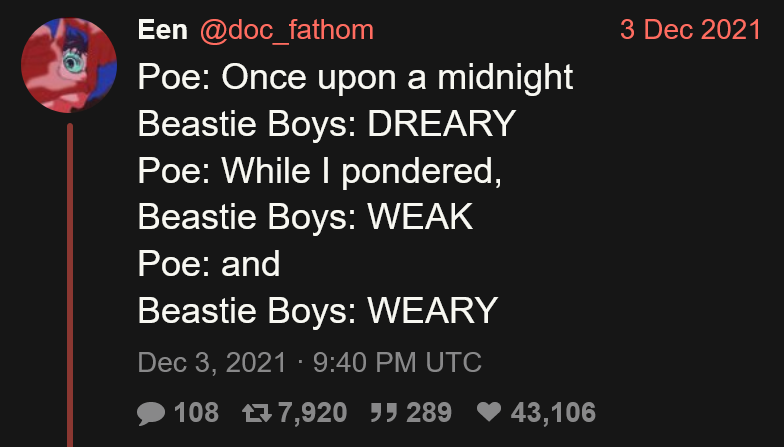 Een @doc_fathom 3 Dec 2021
Poe: Once upon a midnight
Beastie Boys: DREARY
Poe: While I pondered,
Beastie Boys: WEAK
Poe: and
Beastie Boys: WEARY
Dec 3, 2021 · 9:40 PM UTC
108 7,920 289 43,106